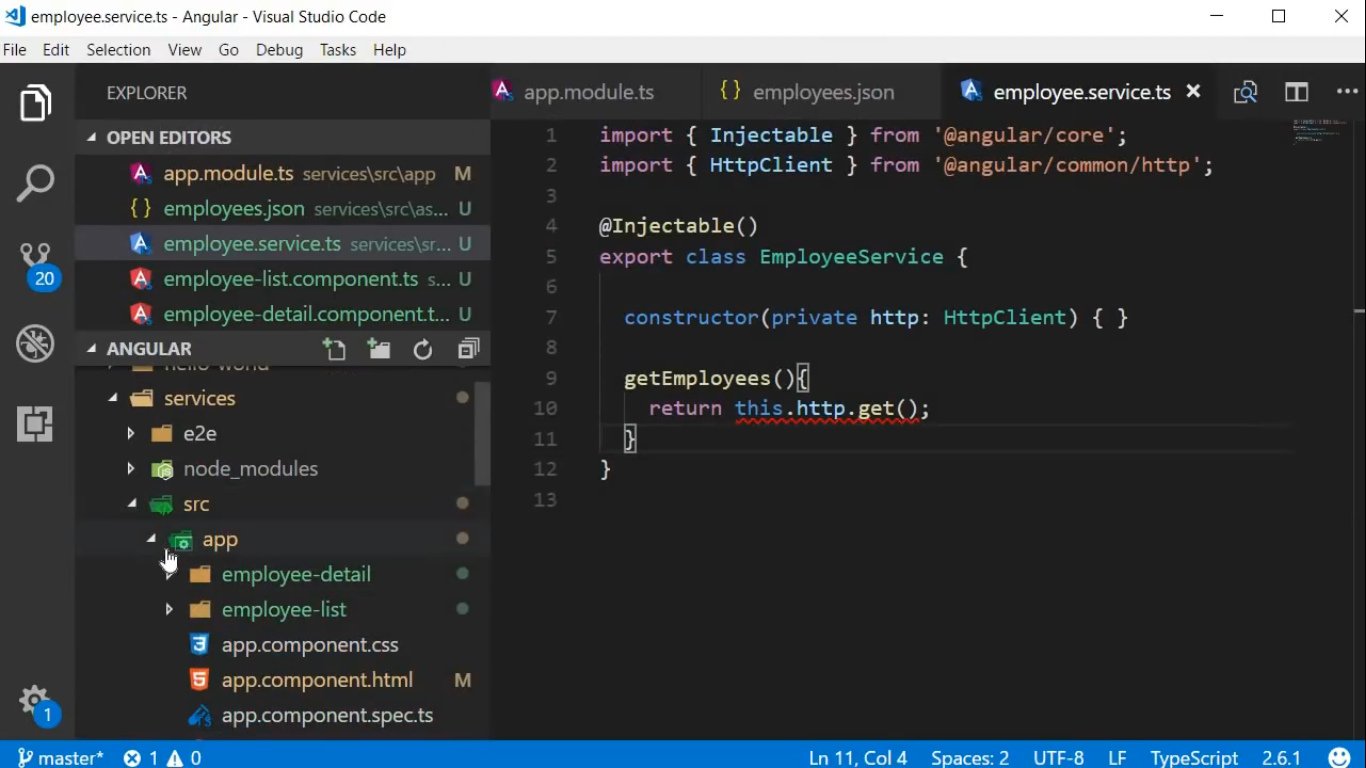 employee.service.ts - Angular - Visual Studio Code
File Edit Selection View Go Debug Tasks Help
EXPLORER
OPEN EDITORS
app.module.ts services\src\app M
{ } employees.json services\src\as... U
employee.service.ts services\sr... U
employee-list.component.ts s... U
employee-detail.component.t... U
ANGULAR
hello-world
services
e2e
node_modules
src
app
employee-detail
employee-list
app.component.css
app.component.html M
app.component.spec.ts
20
1
app.module.ts { } employees.json employee.service.ts
1 import { Injectable } from '@angular/core';
2 import { HttpClient } from '@angular/common/http';
3
4 @Injectable()
5 export class EmployeeService {
6
7 constructor(private http: HttpClient) { }
8
9 getEmployees(){
10 return this.http.get();
11 }
12 }
13
master* 1 0 Ln 11, Col 4 Spaces: 2 UTF-8 LF TypeScript 2.6.1